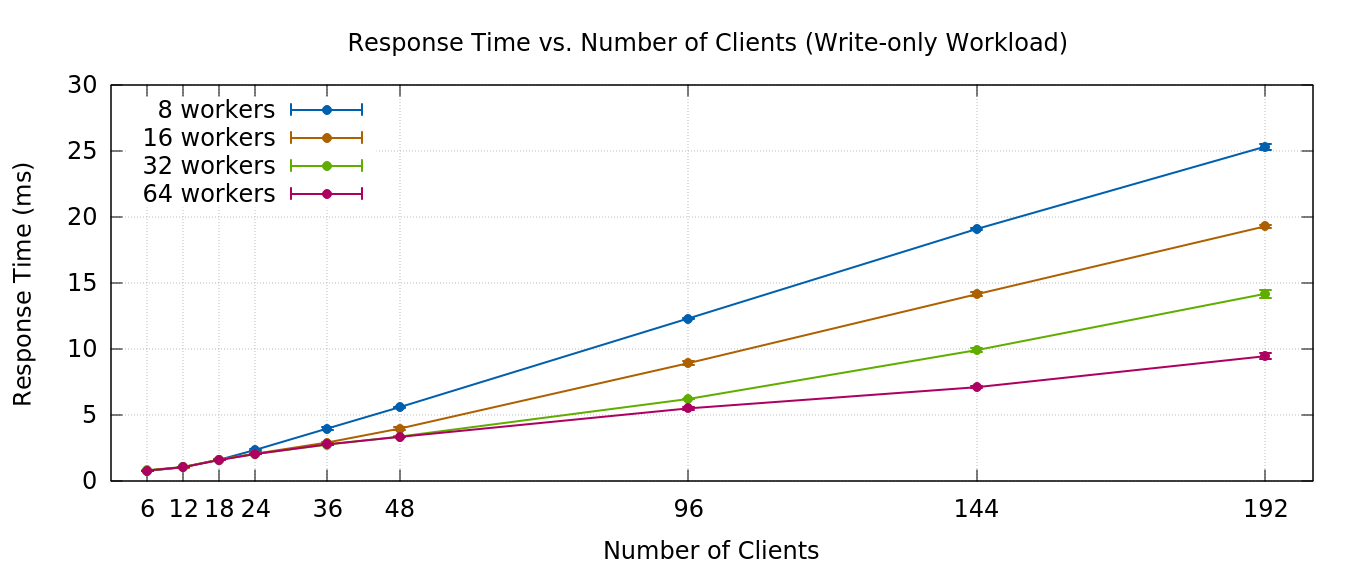 Response Time vs. Number of Clients (Write-only Workload)
Response Time (ms)
30
25
20
15
10
5
0
8 workers
16 workers
32 workers
64 workers
6 12 18 24 36 48 96 144 192
Number of Clients